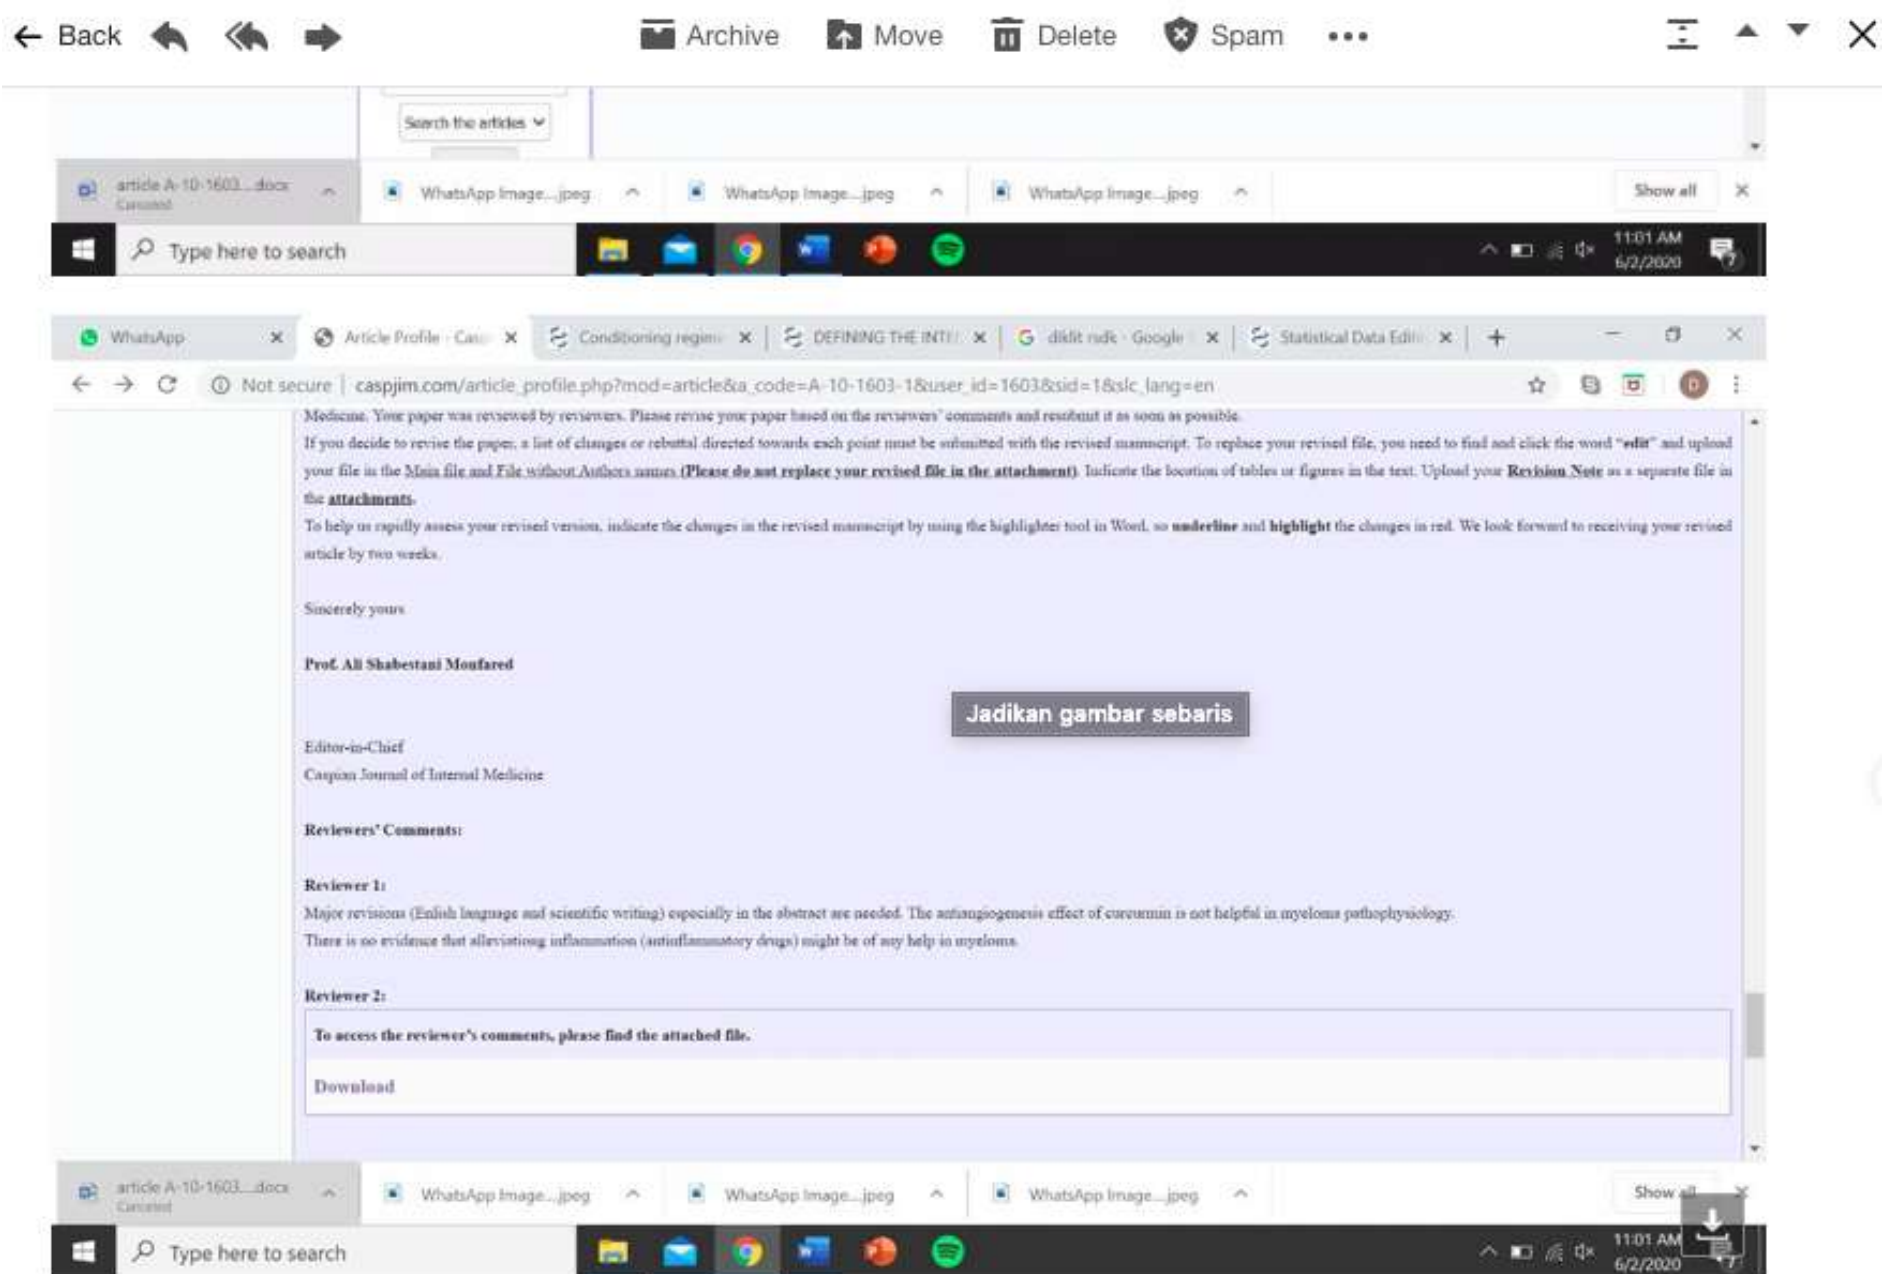 Back
Archive
Move
Delete
Spam
Search the articles
article A-10-1603....docx
Canceled
WhatsApp Image...jpeg
WhatsApp Image...jpeg
WhatsApp Image...jpeg
Show all
Type here to search
11:01 AM
6/2/2020
WhatsApp
Article Profile - Casp
Conditioning regim
DEFINING THE INT
diklit rsdk - Google
Statistical Data Editi
Not secure | caspjim.com/article_profile.php?mod=article&a_code=A-10-1603-1&user_id=1603&sid=1&slc_lang=en
D
Medicine. Your paper was reviewed by reviewers. Please revise your paper based on the reviewers' comments and resubmit it as soon as possible.
If you decide to revise the paper, a list of changes or rebuttal directed towards each point must be submitted with the revised manuscript. To replace your revised file, you need to find and click the word "edit" and upload
your file in the Main file and File without Authors names (Please do not replace your revised file in the attachment). Indicate the location of tables or figures in the text. Upload your Revision Note as a separate file in
the attachments.
To help us rapidly assess your revised version, indicate the changes in the revised manuscript by using the highlighter tool in Word, so underline and highlight the changes in red. We look forward to receiving your revised
article by two weeks.
Sincerely yours
Prof. Ali Shabestani Monfared
Jadikan gambar sebaris
Editor-in-Chief
Caspian Journal of Internal Medicine
Reviewers' Comments:
Reviewer 1:
Major revisions (Enlish language and scientific writing) especially in the abstract are needed. The antiangiogenesis effect of curcumin is not helpful in myeloma pathophysiology.
There is no evidence that alleviationg inflammation (antiinflammatory drugs) might be of any help in myeloma.
Reviewer 2:
To access the reviewer's comments, please find the attached file.
Download
article A-10-1603....docx
Canceled
WhatsApp Image...jpeg
WhatsApp Image...jpeg
WhatsApp Image...jpeg
Show all
Type here to search
11:01 AM
6/2/2020